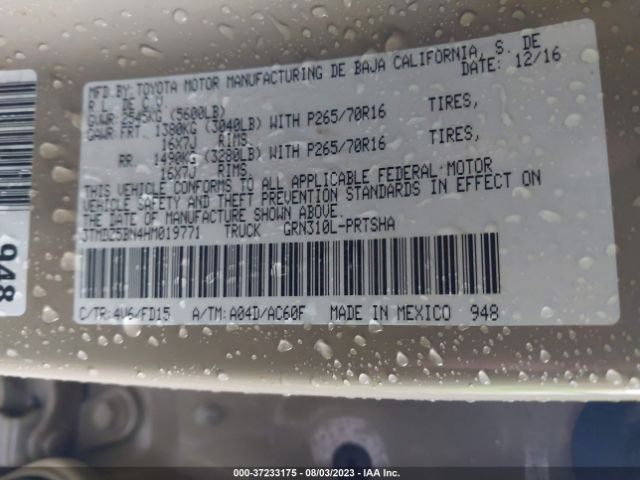 MFD.BY TOYOTA MOTOR MANUFACTURING DE BAJA CALIFORNIA, S. DE
R.L. DE C.V DATE: 12/16
GVWR 2545KG (5600LB)
GAWR: FRT. 1380KG (3040LB) WITH P265/70R16 TIRES,
16X7J RIMS
RR. 1490KG (3280LB) WITH P265/70R16 TIRES,
16X7J RIMS
THIS VEHICLE CONFORMS TO ALL APPLICABLE FEDERAL MOTOR
VEHICLE SAFETY AND THEFT PREVENTION STANDARDS IN EFFECT ON
THE DATE OF MANUFACTURE SHOWN ABOVE.
3TMDZ5BN4HM019771 TRUCK GRN310L-PRTSHA
C/TR:4V6/FD15 A/TM:A04D/AC60F MADE IN MEXICO 948
948
000-37233175 - 08/03/2023 - IAA Inc.